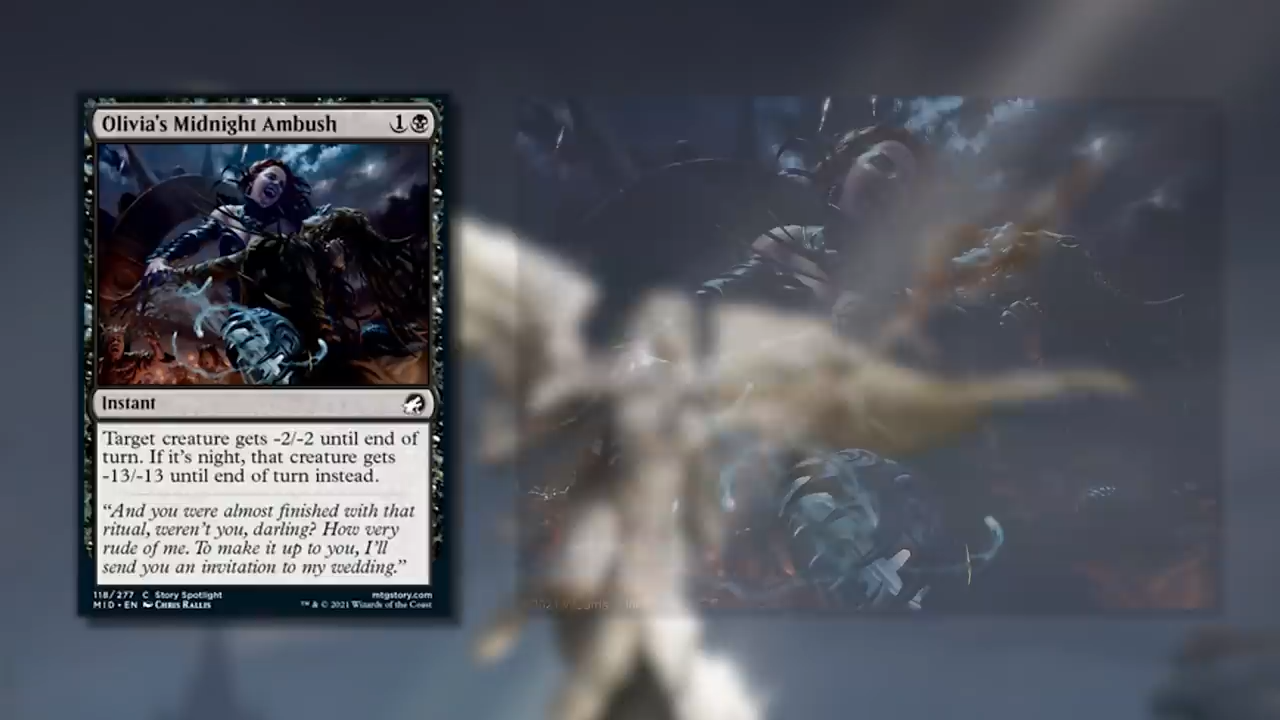 Olivia's Midnight Ambush 1
Instant
Target creature gets -2/-2 until end of
turn. If it's night, that creature gets
-13/-13 until end of turn instead.
“And you were almost finished with that
ritual, weren't you, darling? How very
rude of me. To make it up to you, I'll
send you an invitation to my wedding.”
118/277 C Story Spotlight mtgstory.com
MID • EN Chris Rallis ™ & © 2021 Wizards of the Coast